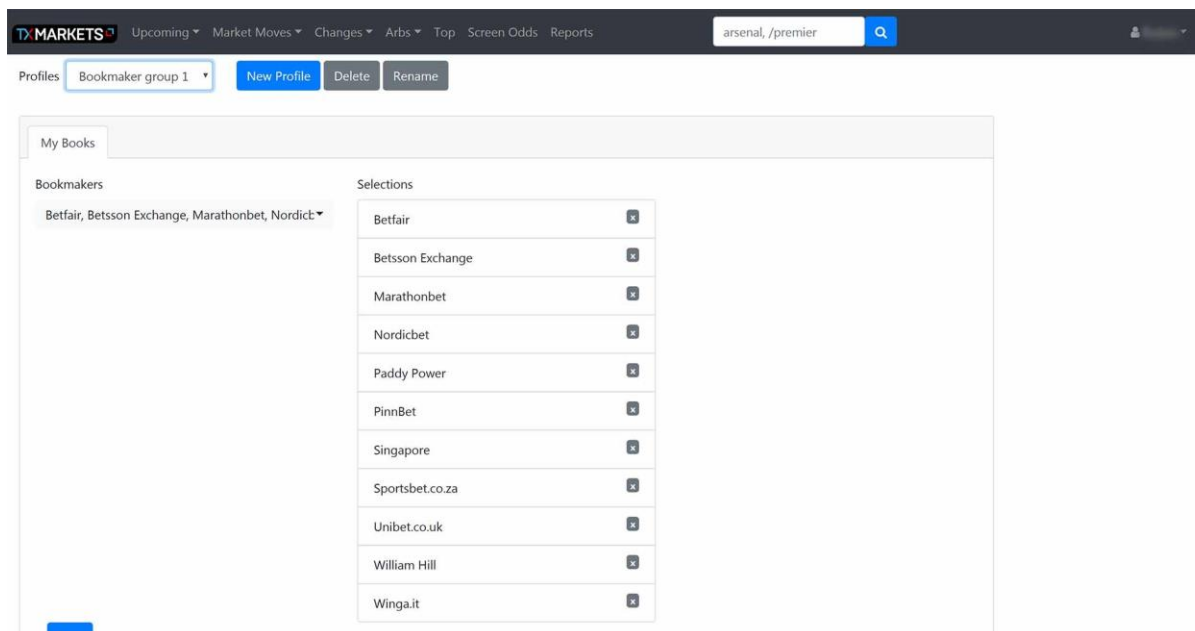 TXMARKETS Upcoming Market Moves Changes Arbs Top Screen Odds Reports arsenal, /premier
Profiles Bookmaker group 1 New Profile Delete Rename
My Books
Bookmakers Selections
Betfair, Betsson Exchange, Marathonbet, Nordicb
Betfair x
Betsson Exchange x
Marathonbet x
Nordicbet x
Paddy Power x
PinnBet x
Singapore x
Sportsbet.co.za x
Unibet.co.uk x
William Hill x
Winga.it x